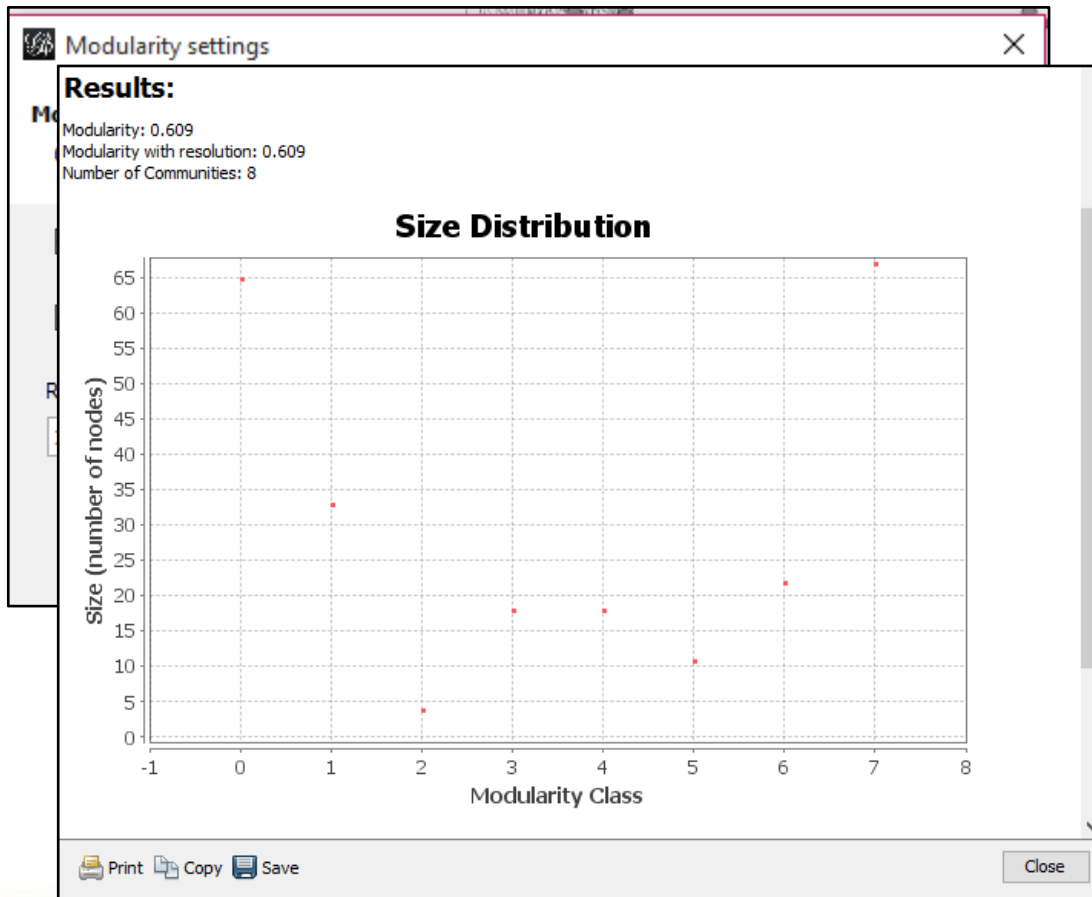 Modularity settings
Results:
Modularity: 0.609
Modularity with resolution: 0.609
Number of Communities: 8
Size Distribution
Size (number of nodes)
65
60
55
50
45
40
35
30
25
20
15
10
5
0
-1 0 1 2 3 4 5 6 7 8
Modularity Class
Print Copy Save Close